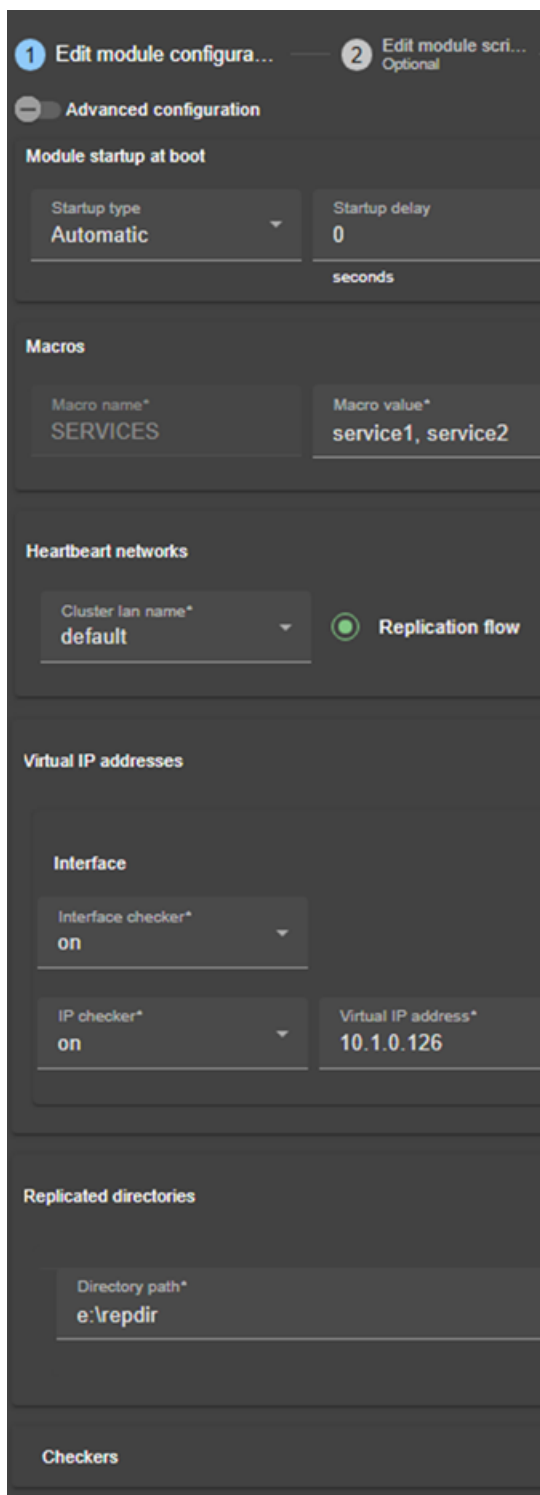 1 Edit module configura... 2 Edit module scri...
Optional
Advanced configuration
Module startup at boot
Startup type Startup delay
Automatic 0
seconds
Macros
Macro name* Macro value*
SERVICES service1, service2
Heartbeart networks
Cluster lan name*
default Replication flow
Virtual IP addresses
Interface
Interface checker*
on
IP checker* Virtual IP address*
on 10.1.0.126
Replicated directories
Directory path*
e:\repdir
Checkers